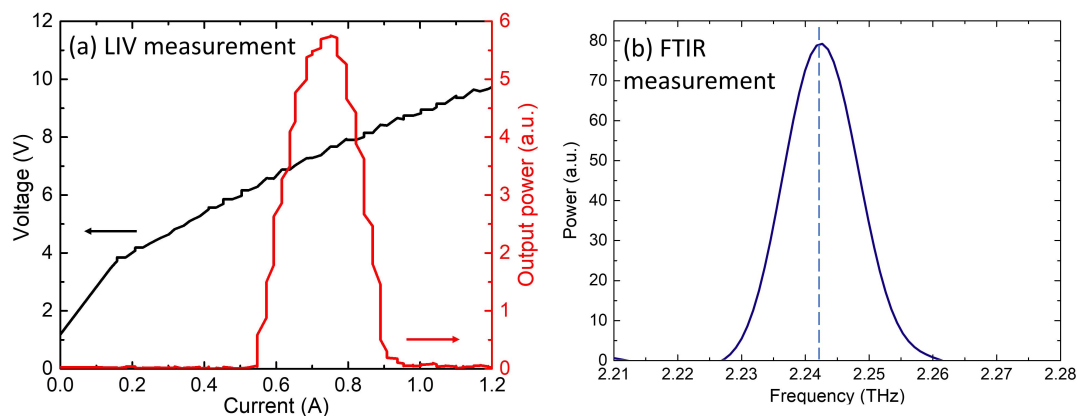 (a) LIV measurement
12
10
8
6
4
2
0
Voltage (V)
0.0 0.2 0.4 0.6 0.8 1.0 1.2
Current (A)
6
5
4
3
2
1
0
Output power (a.u.)
(b) FTIR
measurement
80
70
60
50
40
30
20
10
0
Power (a.u.)
2.21 2.22 2.23 2.24 2.25 2.26 2.27 2.28
Frequency (THz)